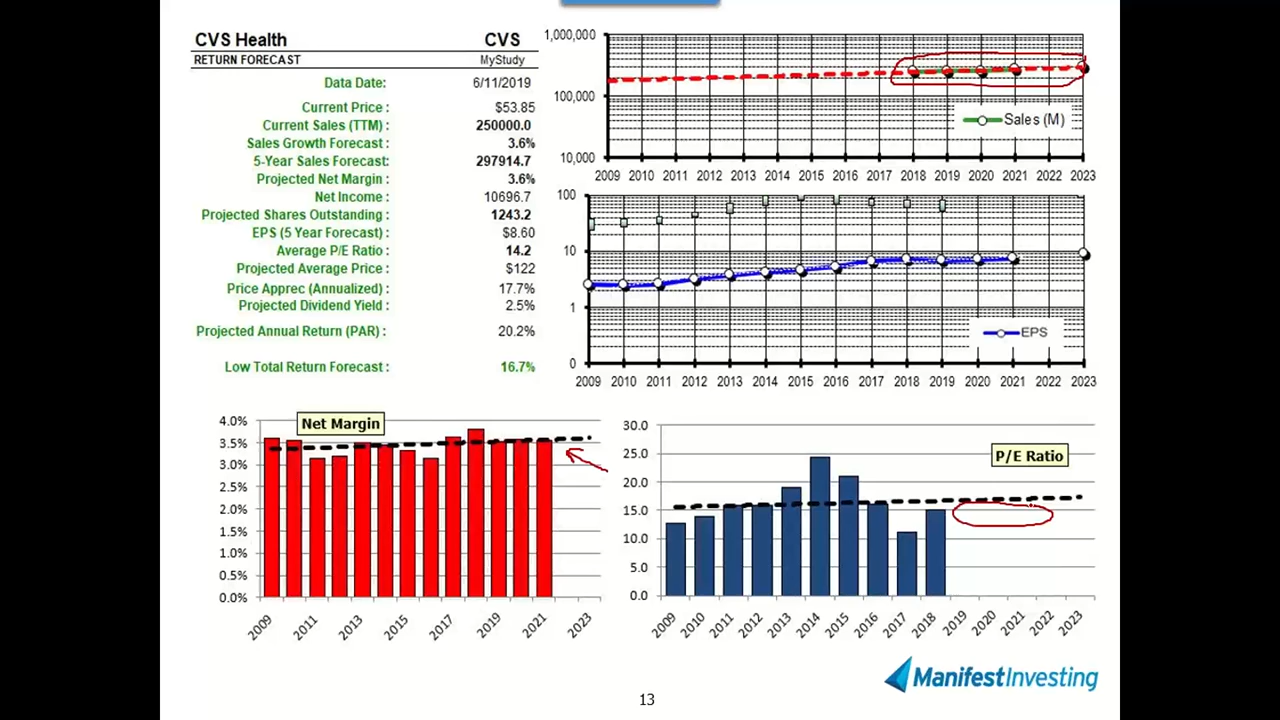 CVS Health CVS
RETURN FORECAST MyStudy
Data Date: 6/11/2019
Current Price : $53.85
Current Sales (TTM) : 250000.0
Sales Growth Forecast : 3.6%
5-Year Sales Forecast: 297914.7
Projected Net Margin : 3.6%
Net Income : 10696.7
Projected Shares Outstanding : 1243.2
EPS (5 Year Forecast) : $8.60
Average P/E Ratio : 14.2
Projected Average Price : $122
Price Apprec (Annualized) : 17.7%
Projected Dividend Yield : 2.5%
Projected Annual Return (PAR) : 20.2%
Low Total Return Forecast : 16.7%
1,000,000
100,000
10,000
Sales (M)
2009 2010 2011 2012 2013 2014 2015 2016 2017 2018 2019 2020 2021 2022 2023
100
10
1
0
EPS
2009 2010 2011 2012 2013 2014 2015 2016 2017 2018 2019 2020 2021 2022 2023
Net Margin
4.0%
3.5%
3.0%
2.5%
2.0%
1.5%
1.0%
0.5%
0.0%
2009 2011 2013 2015 2017 2019 2021 2023
P/E Ratio
30.0
25.0
20.0
15.0
10.0
5.0
0.0
2009 2010 2011 2012 2013 2014 2015 2016 2017 2018 2019 2020 2021 2022 2023
ManifestInvesting
13